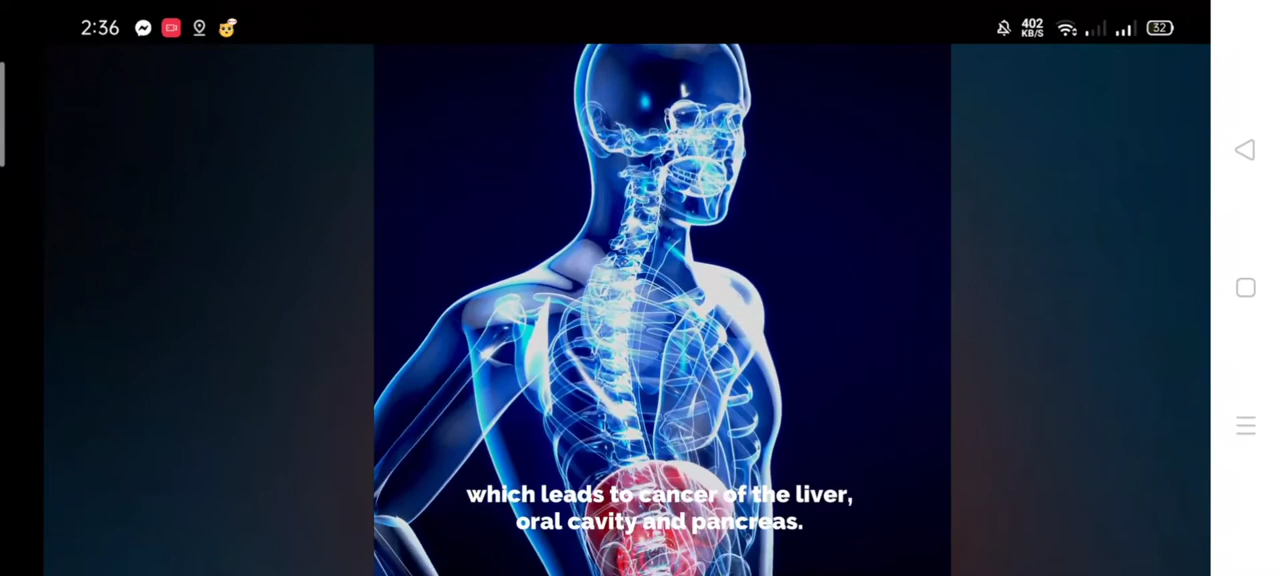 2:36
402
KB/S
32
which leads to cancer of the liver,
oral cavity and pancreas.